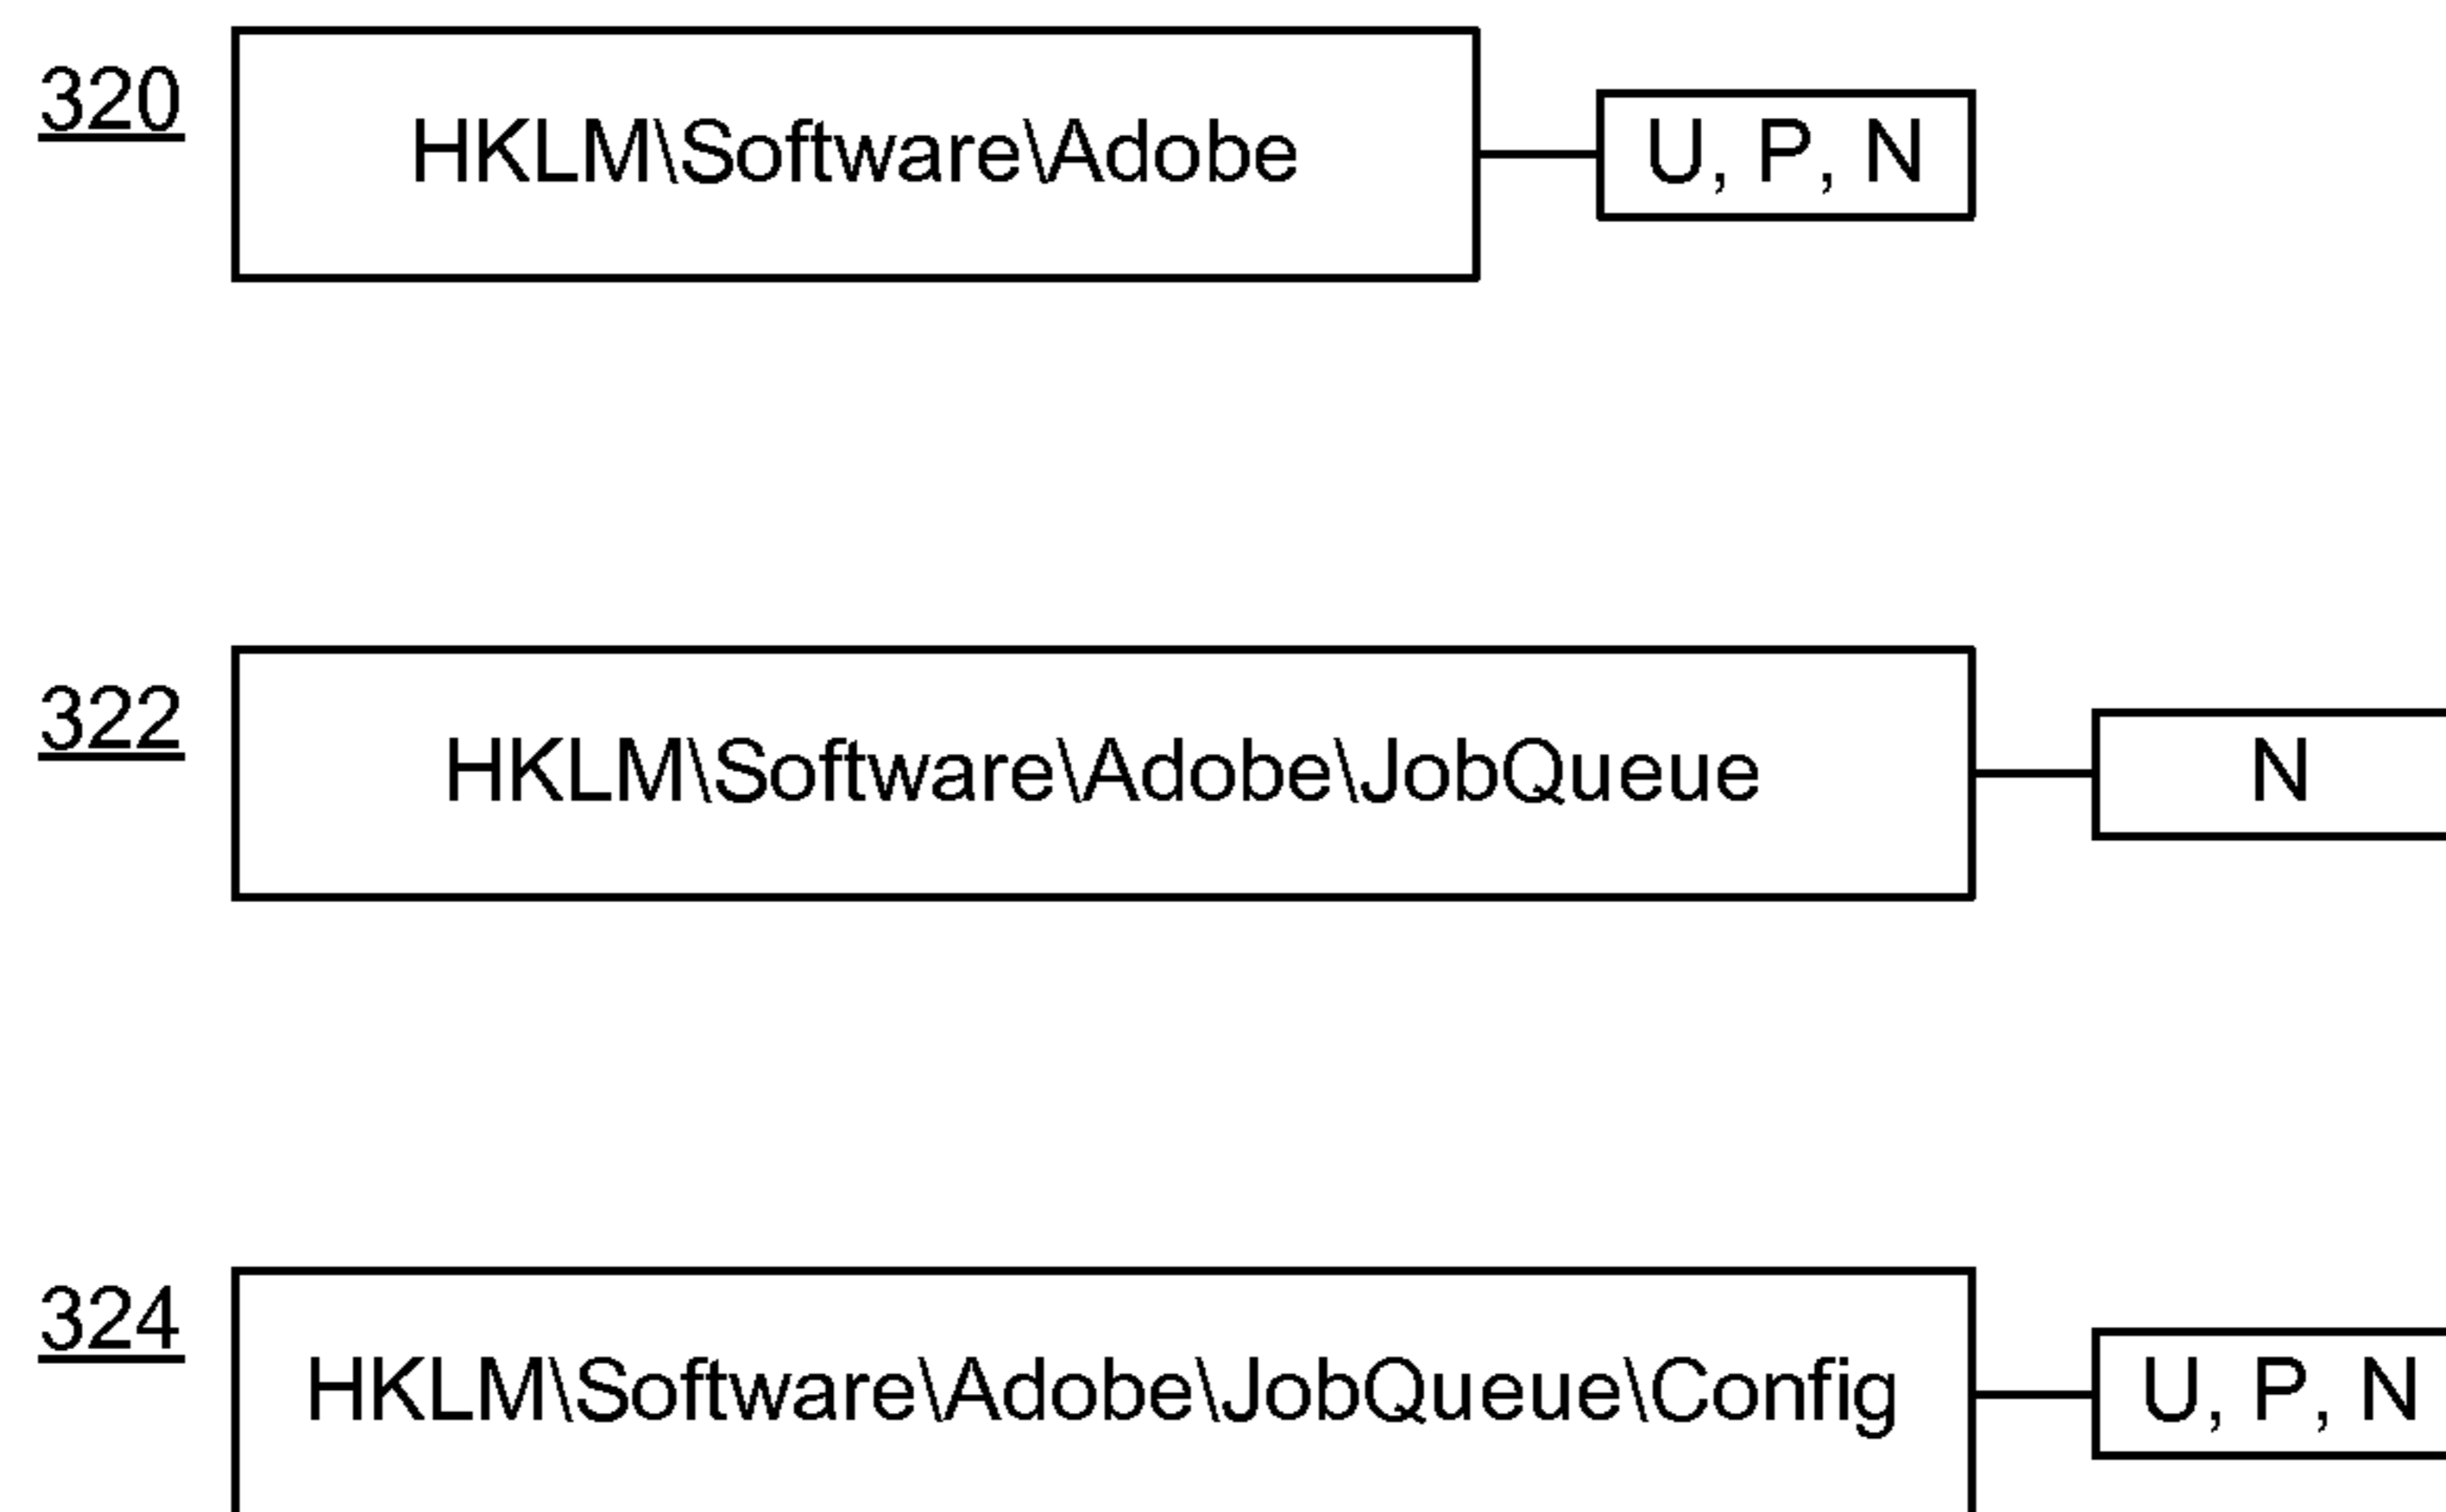 320
HKLM\Software\Adobe
U, P, N
322
HKLM\Software\Adobe\JobQueue
N
324
HKLM\Software\Adobe\JobQueue\Config
U, P, N